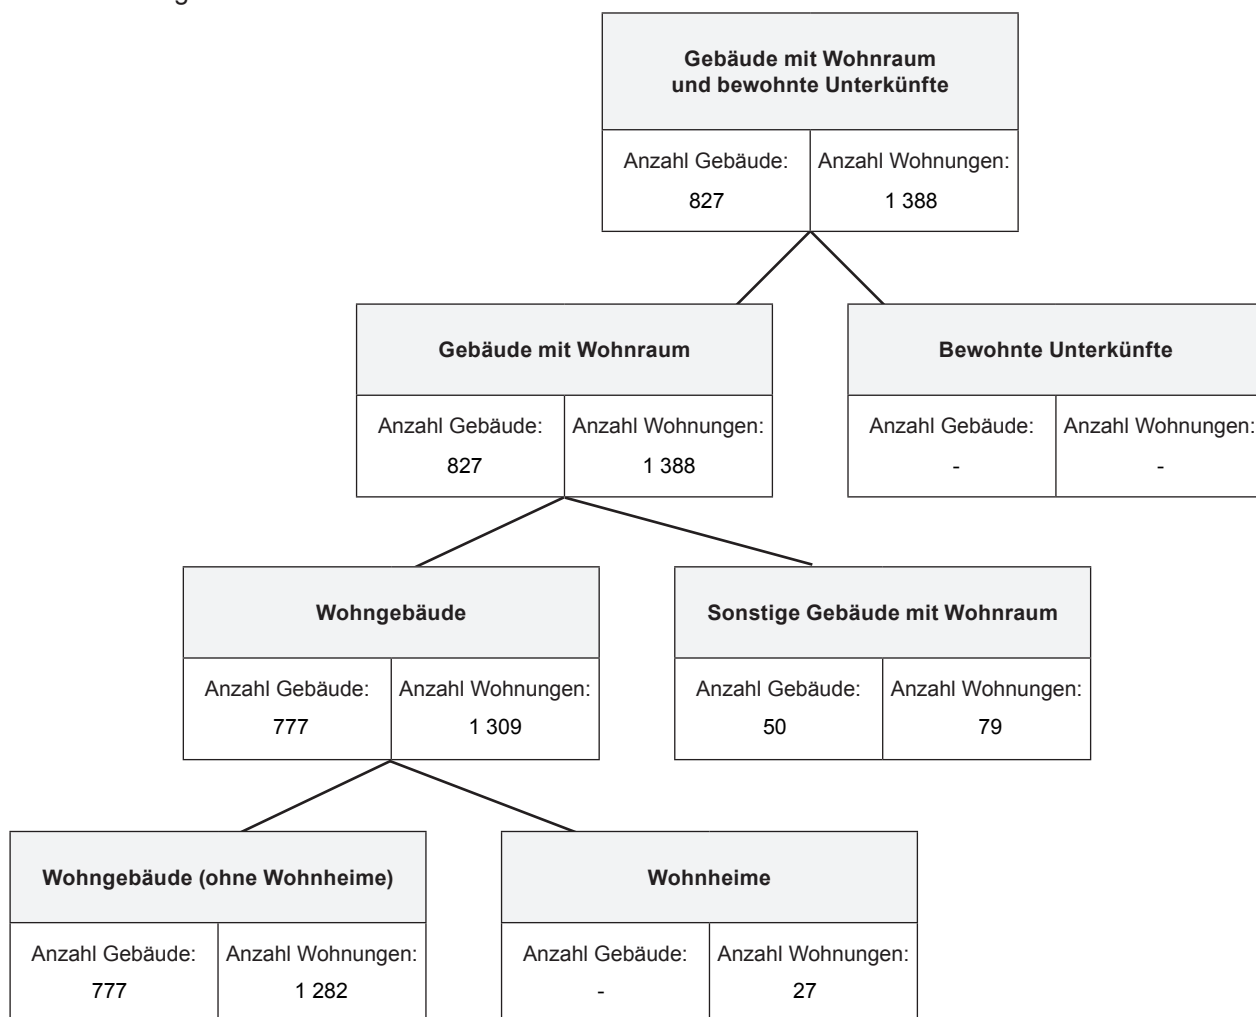 Gebäude mit Wohnraum
und bewohnte Unterkünfte
Anzahl Gebäude: Anzahl Wohnungen:
827 1 388
Gebäude mit Wohnraum
Anzahl Gebäude: Anzahl Wohnungen:
827 1 388
Bewohnte Unterkünfte
Anzahl Gebäude: Anzahl Wohnungen:
- -
Wohngebäude
Anzahl Gebäude: Anzahl Wohnungen:
777 1 309
Sonstige Gebäude mit Wohnraum
Anzahl Gebäude: Anzahl Wohnungen:
50 79
Wohngebäude (ohne Wohnheime)
Anzahl Gebäude: Anzahl Wohnungen:
777 1 282
Wohnheime
Anzahl Gebäude: Anzahl Wohnungen:
- 27